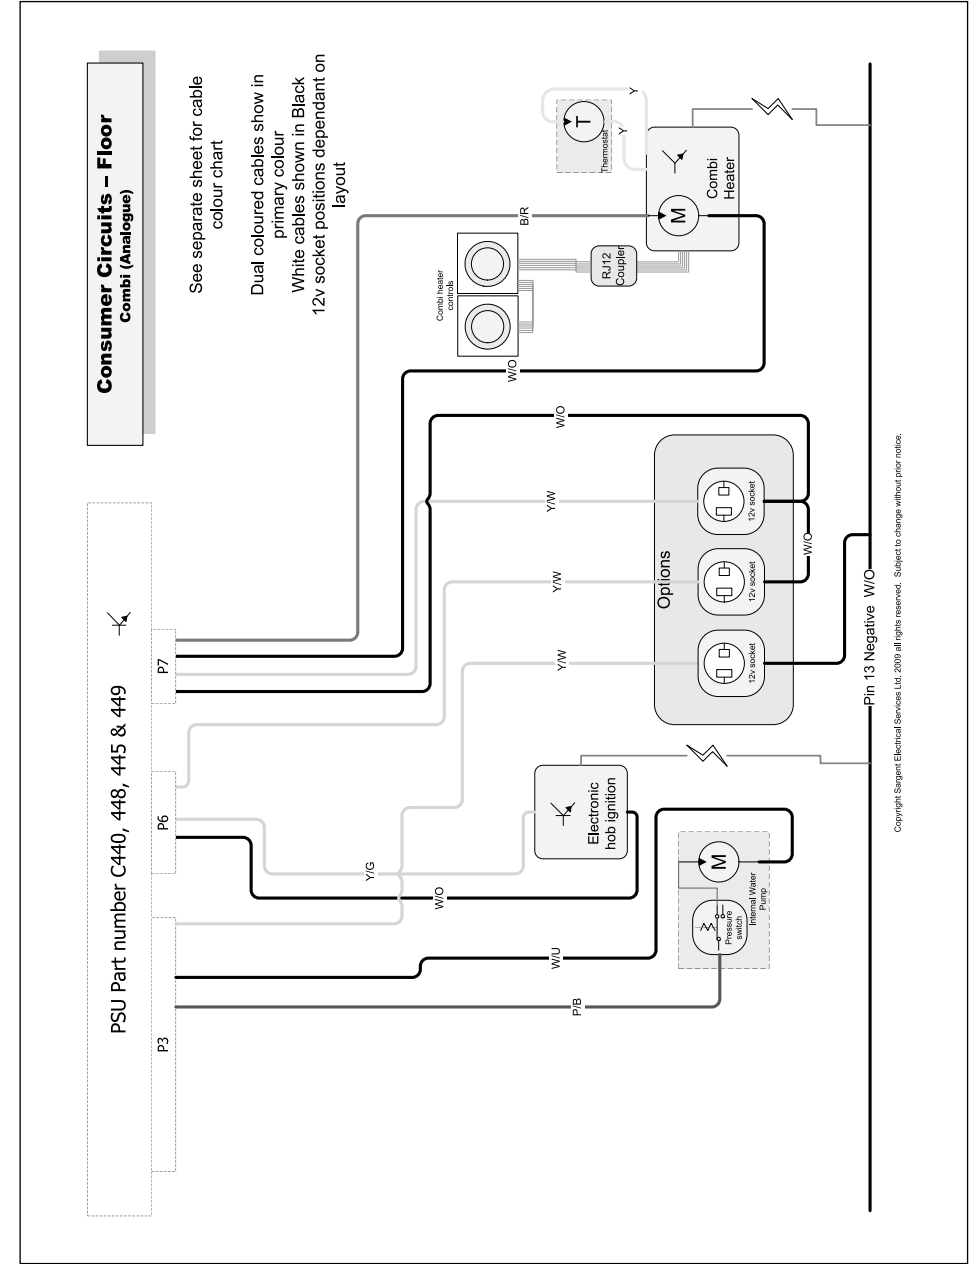 Consumer Circuits – Floor
Combi (Analogue)
See separate sheet for cable
colour chart
Dual coloured cables show in
primary colour
White cables shown in Black
12v socket positions dependant on
layout
PSU Part number C440, 448, 445 & 449
P3
P6
P7
Y/G
W/O
W/U
P/B
Y/W
Y/W
Y/W
W/O
W/O
W/O
B/R
Y
Y
Combi heater
controls
RJ12
Coupler
Thermostat
T
M
Combi
Heater
Options
12v socket
12v socket
12v socket
Electronic
hob ignition
M
Pressure
switch
Internal Water
Pump
Pin 13 Negative W/O
Copyright Sargent Electrical Services Ltd. 2009 all rights reserved. Subject to change without prior notice.